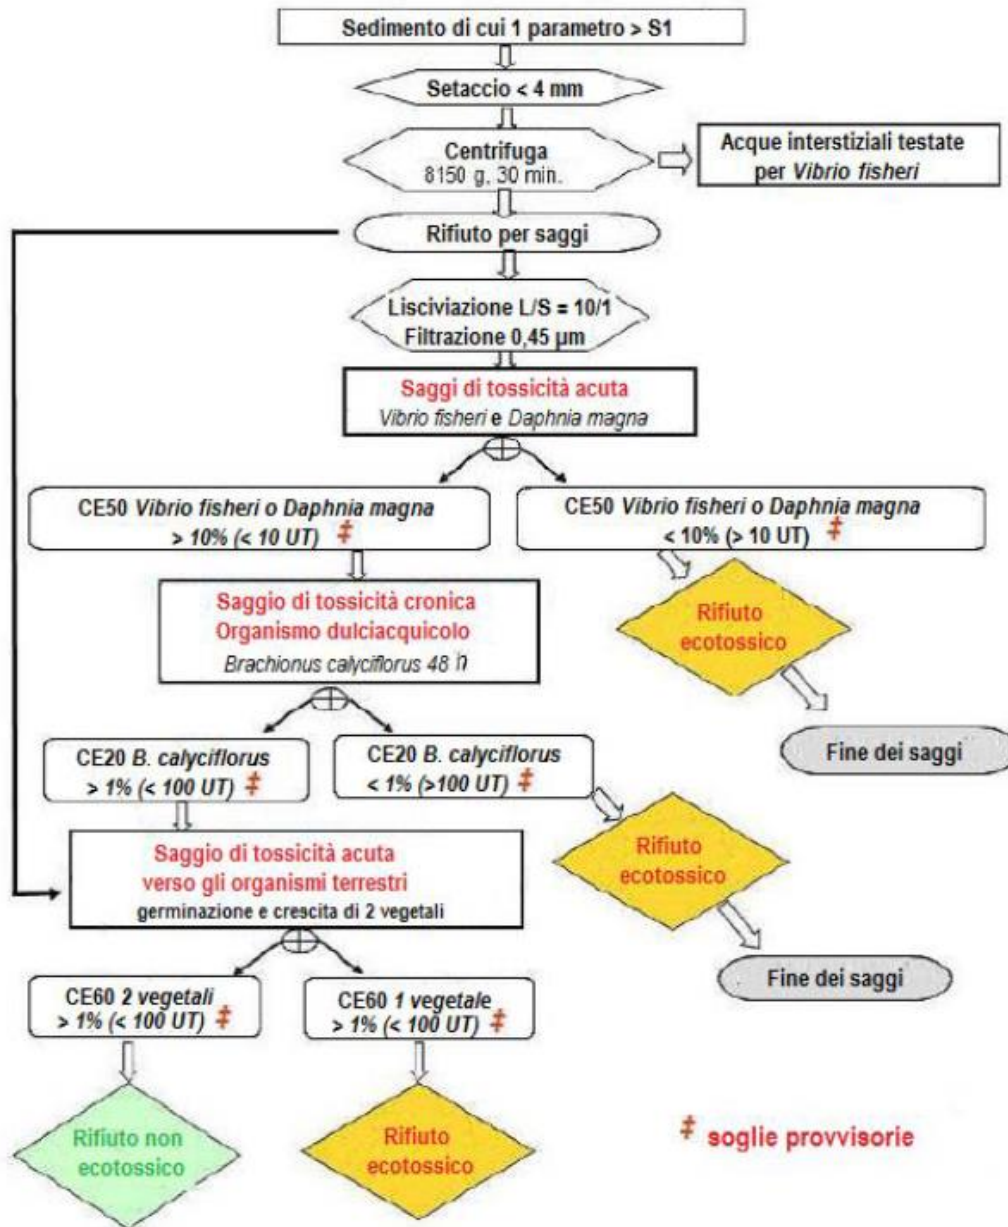 Sedimento di cui 1 parametro > S1
Setaccio < 4 mm
Centrifuga
8150 g, 30 min.
Acque interstiziali testate
per Vibrio fisheri
Rifiuto per saggi
Lisciviazione L/S = 10/1
Filtrazione 0,45 µm
Saggi di tossicità acuta
Vibrio fisheri e Daphnia magna
CE50 Vibrio fisheri o Daphnia magna
> 10% (< 10 UT) ‡
CE50 Vibrio fisheri o Daphnia magna
< 10% (> 10 UT) ‡
Saggio di tossicità cronica
Organismo dulciacquicolo
Brachionus calyciflorus 48 h
Rifiuto
ecotossico
Fine dei saggi
CE20 B. calyciflorus
> 1% (< 100 UT) ‡
CE20 B. calyciflorus
< 1% (>100 UT) ‡
Rifiuto
ecotossico
Fine dei saggi
Saggio di tossicità acuta
verso gli organismi terrestri
germinazione e crescita di 2 vegetali
CE60 2 vegetali
> 1% (< 100 UT) ‡
CE60 1 vegetale
> 1% (< 100 UT) ‡
Rifiuto non
ecotossico
Rifiuto
ecotossico
‡ soglie provvisorie